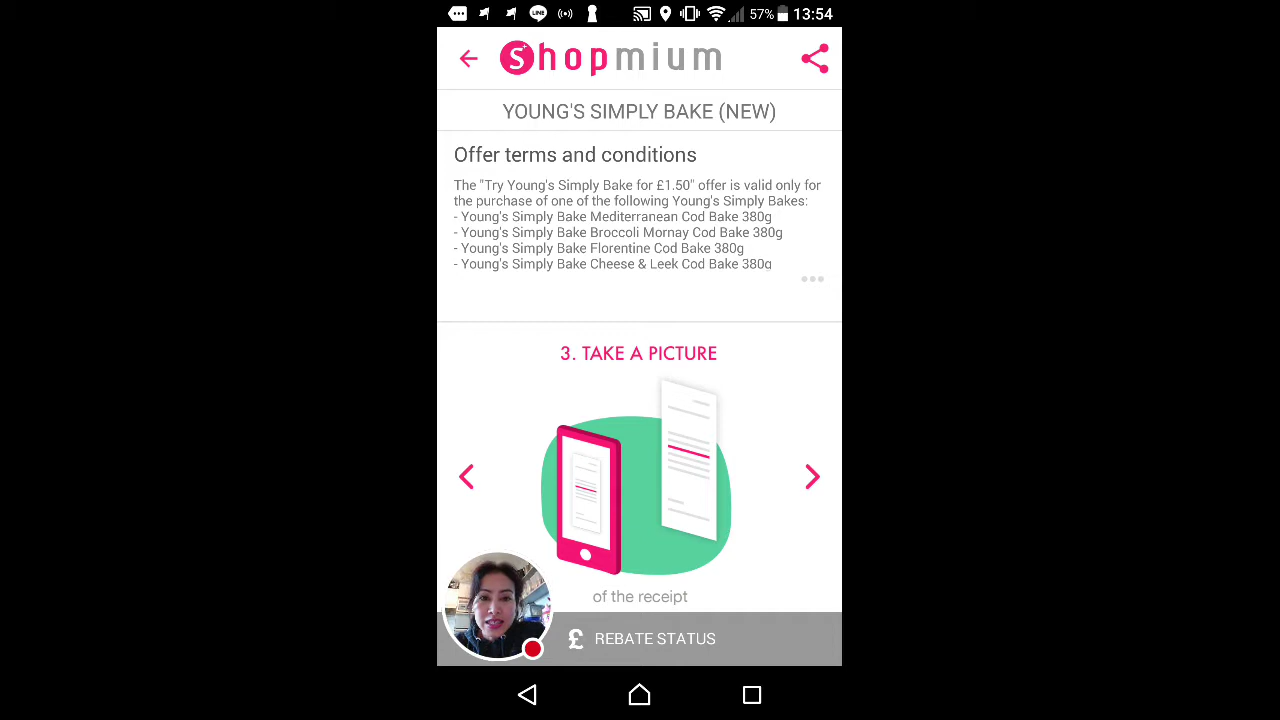 LINE
57%
13:54
Shopmium
YOUNG'S SIMPLY BAKE (NEW)
Offer terms and conditions
The "Try Young's Simply Bake for £1.50" offer is valid only for
the purchase of one of the following Young's Simply Bakes:
- Young's Simply Bake Mediterranean Cod Bake 380g
- Young's Simply Bake Broccoli Mornay Cod Bake 380g
- Young's Simply Bake Florentine Cod Bake 380g
- Young's Simply Bake Cheese & Leek Cod Bake 380g
3. TAKE A PICTURE
of the receipt
£ REBATE STATUS